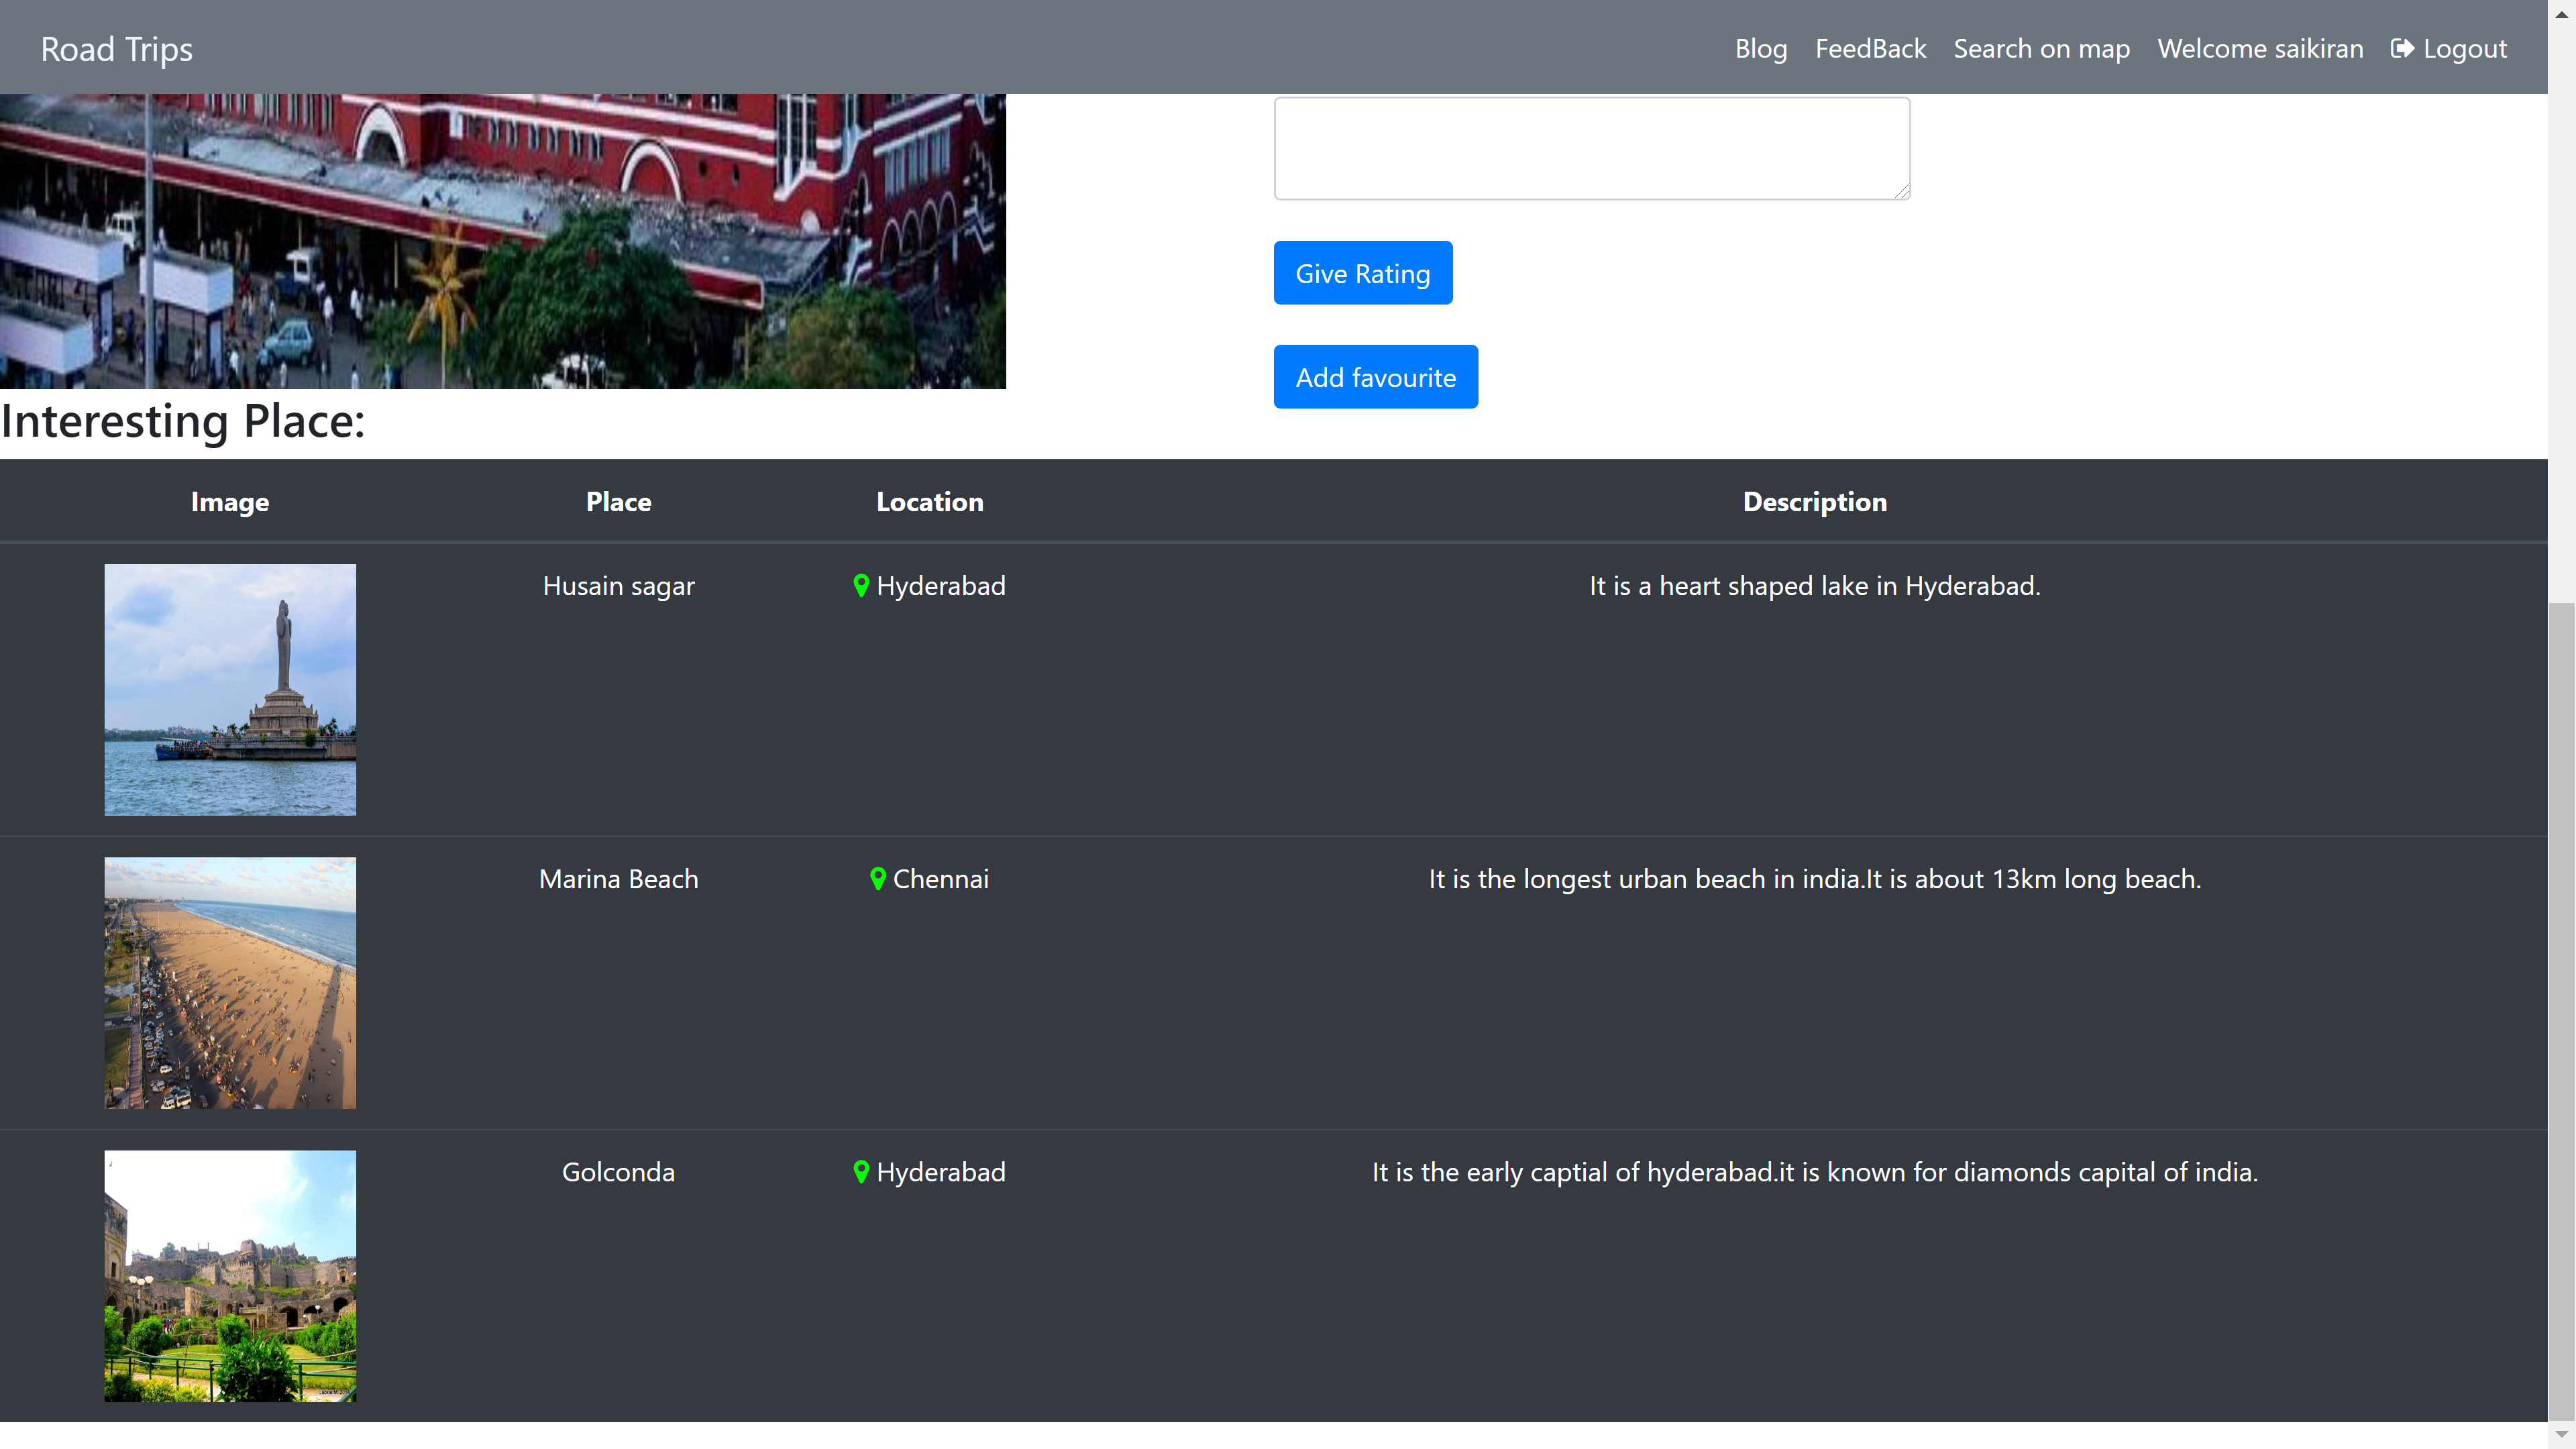 Road Trips
Blog FeedBack Search on map Welcome saikiran Logout
Give Rating
Add favourite
Interesting Place:
Image Place Location Description
Husain sagar Hyderabad It is a heart shaped lake in Hyderabad.
Marina Beach Chennai It is the longest urban beach in india.It is about 13km long beach.
Golconda Hyderabad It is the early captial of hyderabad.it is known for diamonds capital of india.